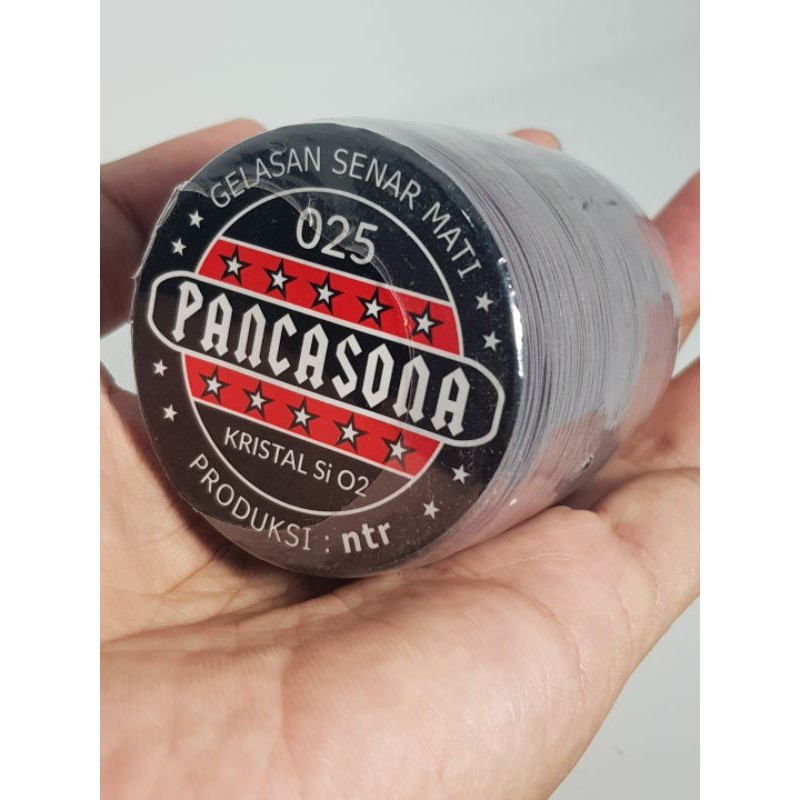 GELASAN SENAR MATI
025
PANCASONA
KRISTAL Si O2
PRODUKSI : ntr